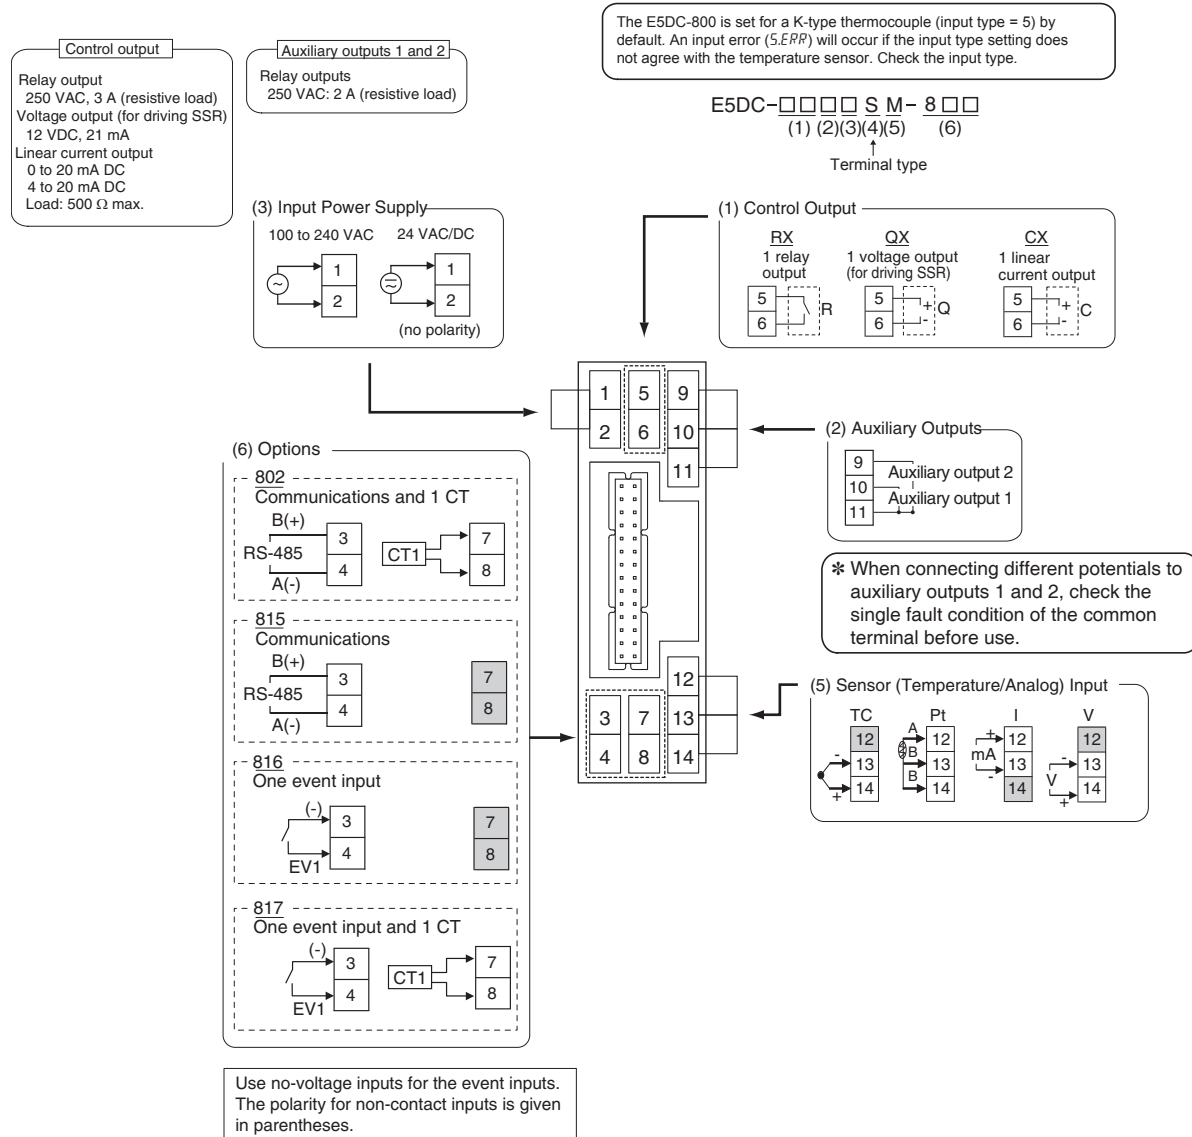 Control output
Relay output
250 VAC, 3 A (resistive load)
Voltage output (for driving SSR)
12 VDC, 21 mA
Linear current output
0 to 20 mA DC
4 to 20 mA DC
Load: 500 Ω max.
Auxiliary outputs 1 and 2
Relay outputs
250 VAC: 2 A (resistive load)
The E5DC-800 is set for a K-type thermocouple (input type = 5) by
default. An input error (S.ERR) will occur if the input type setting does
not agree with the temperature sensor. Check the input type.
E5DC-□□□□ S M- 8 □□
(1) (2)(3)(4)(5) (6)
Terminal type
(3) Input Power Supply
100 to 240 VAC 24 VAC/DC
1 1
2 2
(no polarity)
(1) Control Output
RX QX CX
1 relay
output
1 voltage output
(for driving SSR)
1 linear
current output
5
6
R
5
6
+
-
Q
5
6
+
-
C
1 5 9
2 6 10
11
12
3 7 13
4 8 14
(2) Auxiliary Outputs
9
10
11
Auxiliary output 2
Auxiliary output 1
* When connecting different potentials to
auxiliary outputs 1 and 2, check the
single fault condition of the common
terminal before use.
(5) Sensor (Temperature/Analog) Input
TC Pt I V
12
- 13
+ 14
A 12
B 13
B 14
+ 12
mA
- 13
14
12
- 13
V
+ 14
(6) Options
802
Communications and 1 CT
B(+)
RS-485
A(-)
3
4
CT1
7
8
815
Communications
B(+)
RS-485
A(-)
3
4
7
8
816
One event input
(-)
EV1
3
4
7
8
817
One event input and 1 CT
(-)
EV1
3
4
CT1
7
8
Use no-voltage inputs for the event inputs.
The polarity for non-contact inputs is given
in parentheses.